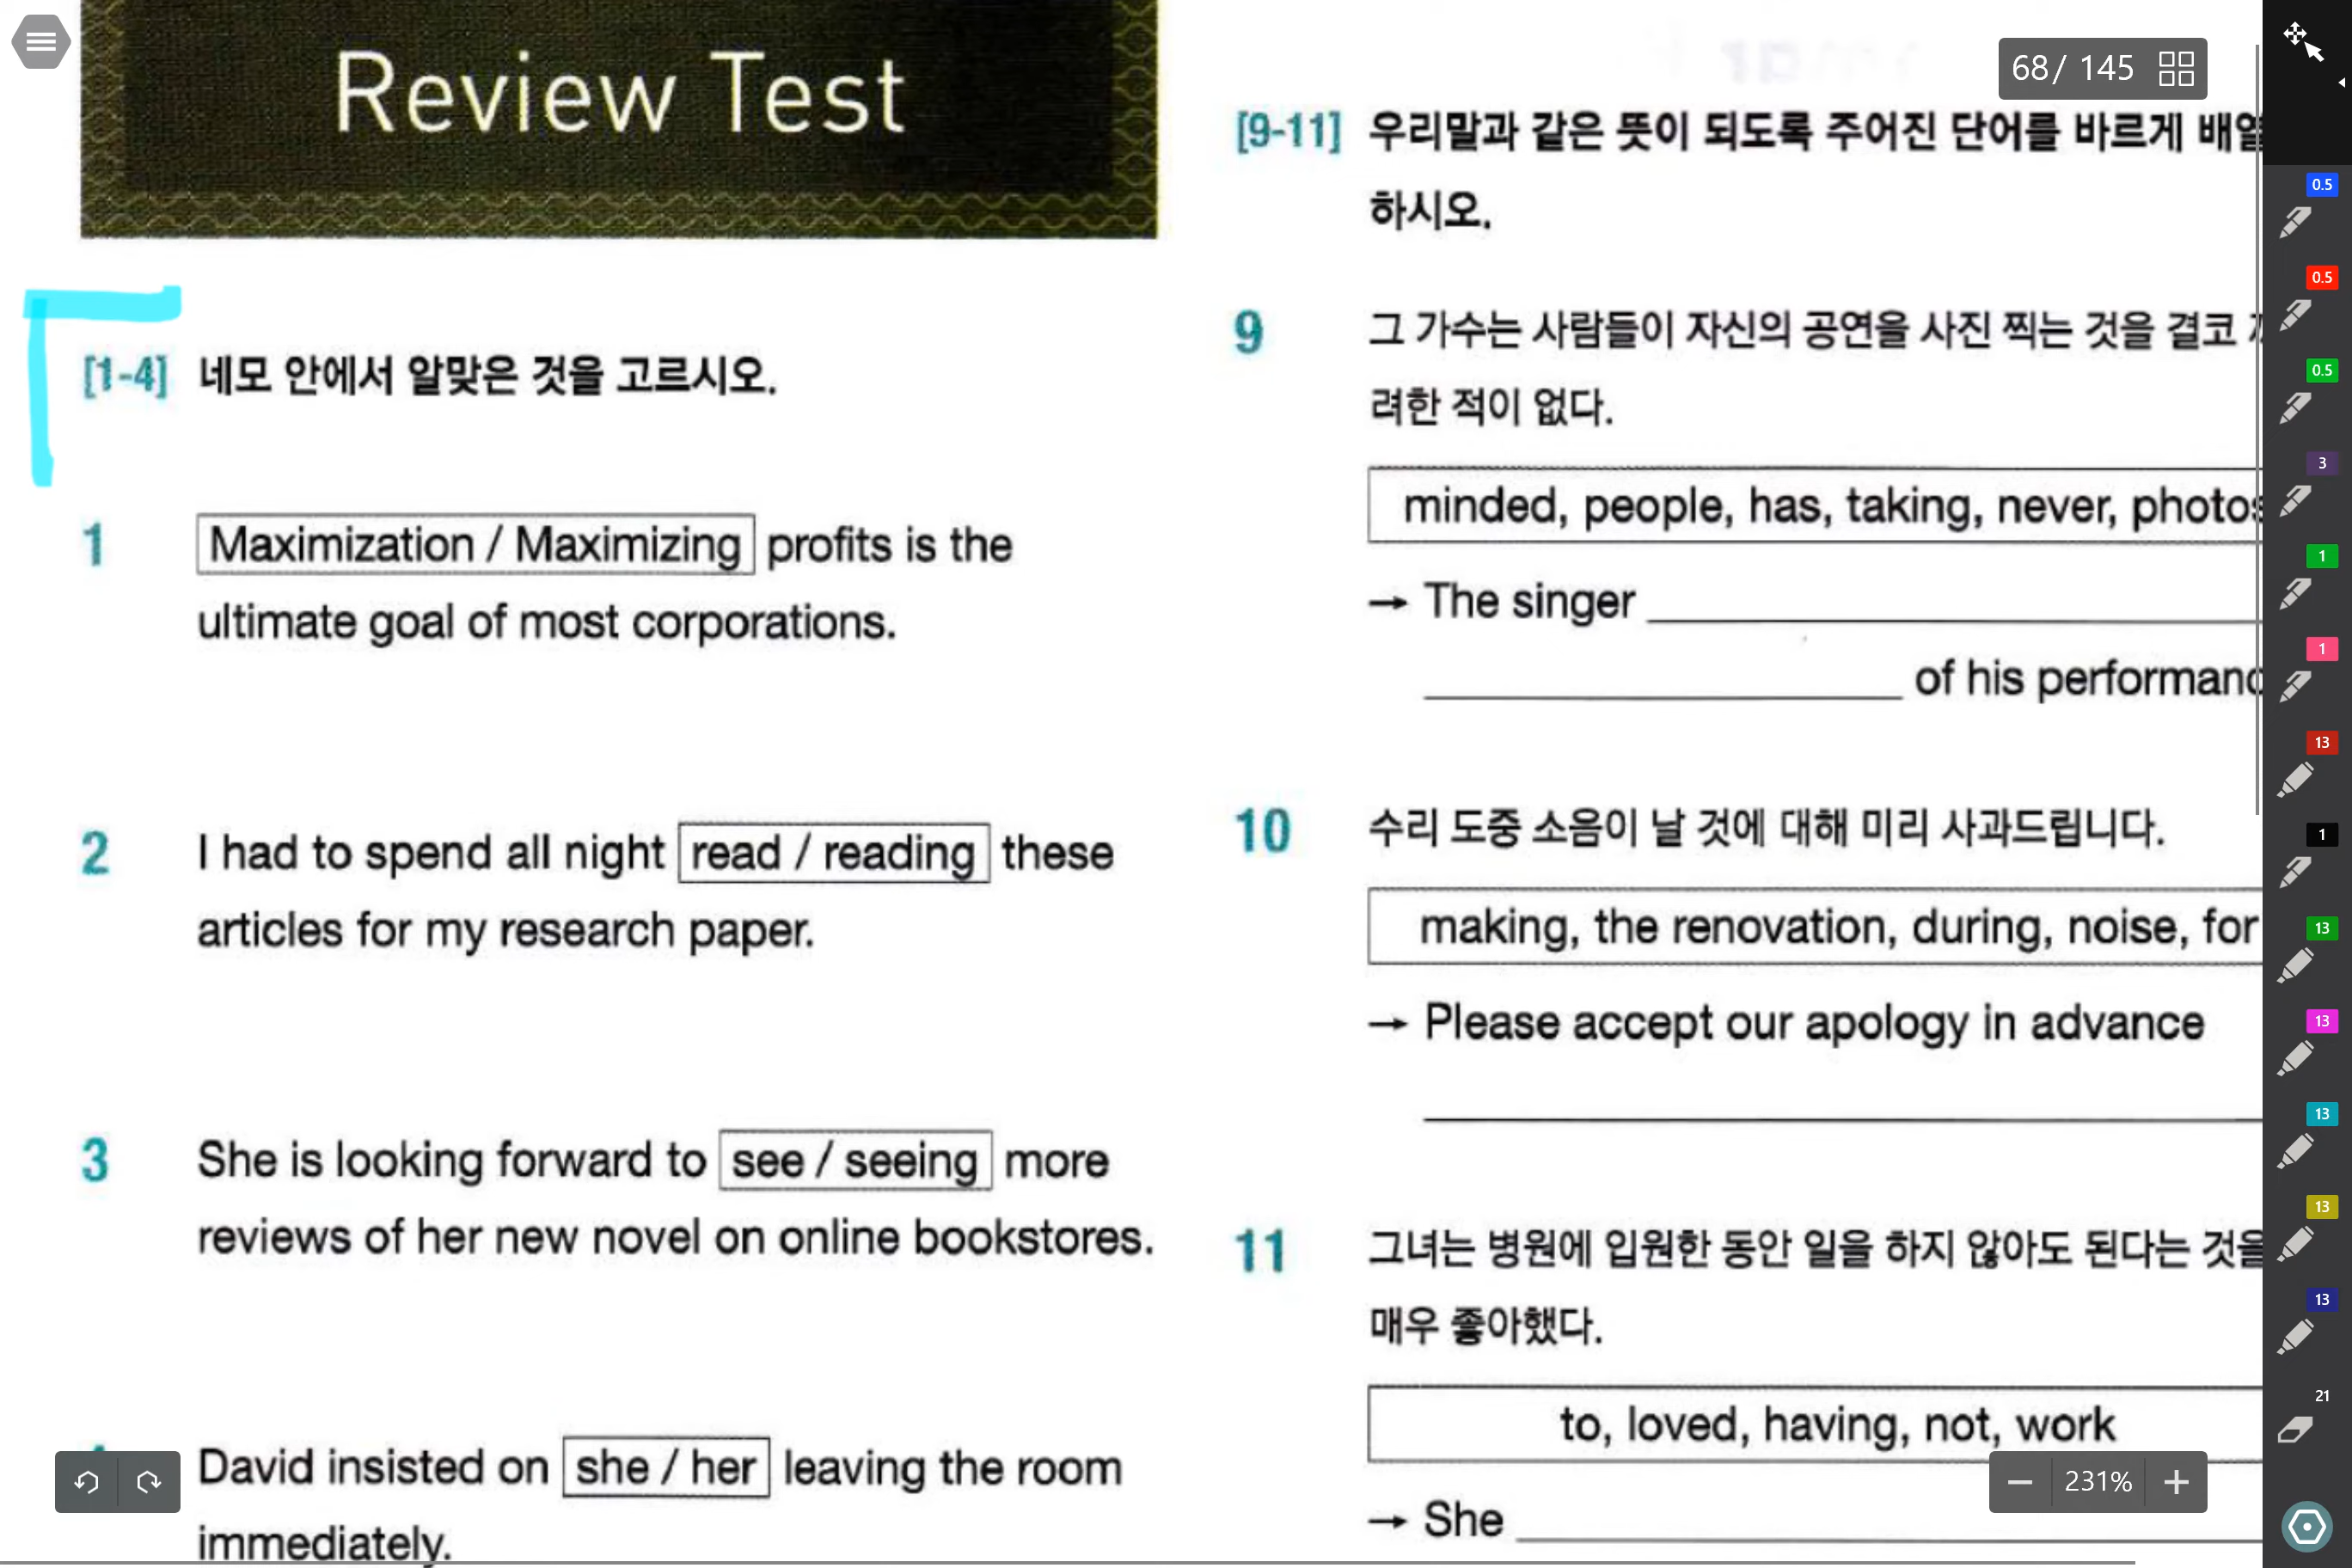 Review Test
[1-4] 네모 안에서 알맞은 것을 고르시오.
1 Maximization / Maximizing profits is the
ultimate goal of most corporations.
2 I had to spend all night read / reading these
articles for my research paper.
3 She is looking forward to see / seeing more
reviews of her new novel on online bookstores.
David insisted on she / her leaving the room
immediately.
68/ 145
[9-11] 우리말과 같은 뜻이 되도록 주어진 단어를 바르게 배열
하시오.
9 그 가수는 사람들이 자신의 공연을 사진 찍는 것을 결코
려한 적이 없다.
minded, people, has, taking, never, photos
→ The singer
of his performanc
10 수리 도중 소음이 날 것에 대해 미리 사과드립니다.
making, the renovation, during, noise, for
→ Please accept our apology in advance
11 그녀는 병원에 입원한 동안 일을 하지 않아도 된다는 것을
매우 좋아했다.
to, loved, having, not, work
→ She
231%
0.5
0.5
0.5
3
1
1
13
1
13
13
13
13
13
21